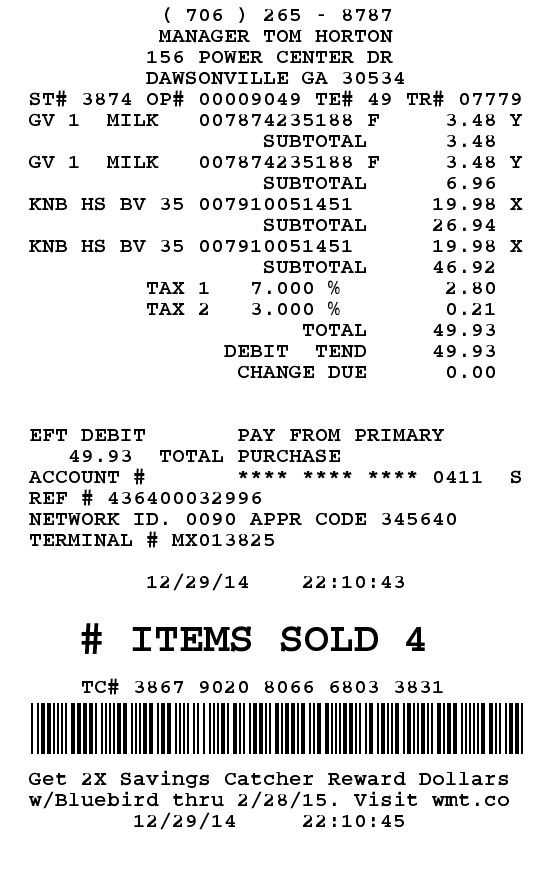 ( 706 ) 265 - 8787
MANAGER TOM HORTON
156 POWER CENTER DR
DAWSONVILLE GA 30534
ST# 3874 OP# 00009049 TE# 49 TR# 07779
GV 1 MILK 007874235188 F 3.48 Y
SUBTOTAL 3.48
GV 1 MILK 007874235188 F 3.48 Y
SUBTOTAL 6.96
KNB HS BV 35 007910051451 19.98 X
SUBTOTAL 26.94
KNB HS BV 35 007910051451 19.98 X
SUBTOTAL 46.92
TAX 1 7.000 % 2.80
TAX 2 3.000 % 0.21
TOTAL 49.93
DEBIT TEND 49.93
CHANGE DUE 0.00
EFT DEBIT PAY FROM PRIMARY
49.93 TOTAL PURCHASE
ACCOUNT # **** **** **** 0411 S
REF # 436400032996
NETWORK ID. 0090 APPR CODE 345640
TERMINAL # MX013825
12/29/14 22:10:43
# ITEMS SOLD 4
TC# 3867 9020 8066 6803 3831
Get 2X Savings Catcher Reward Dollars
w/Bluebird thru 2/28/15. Visit wmt.co
12/29/14 22:10:45